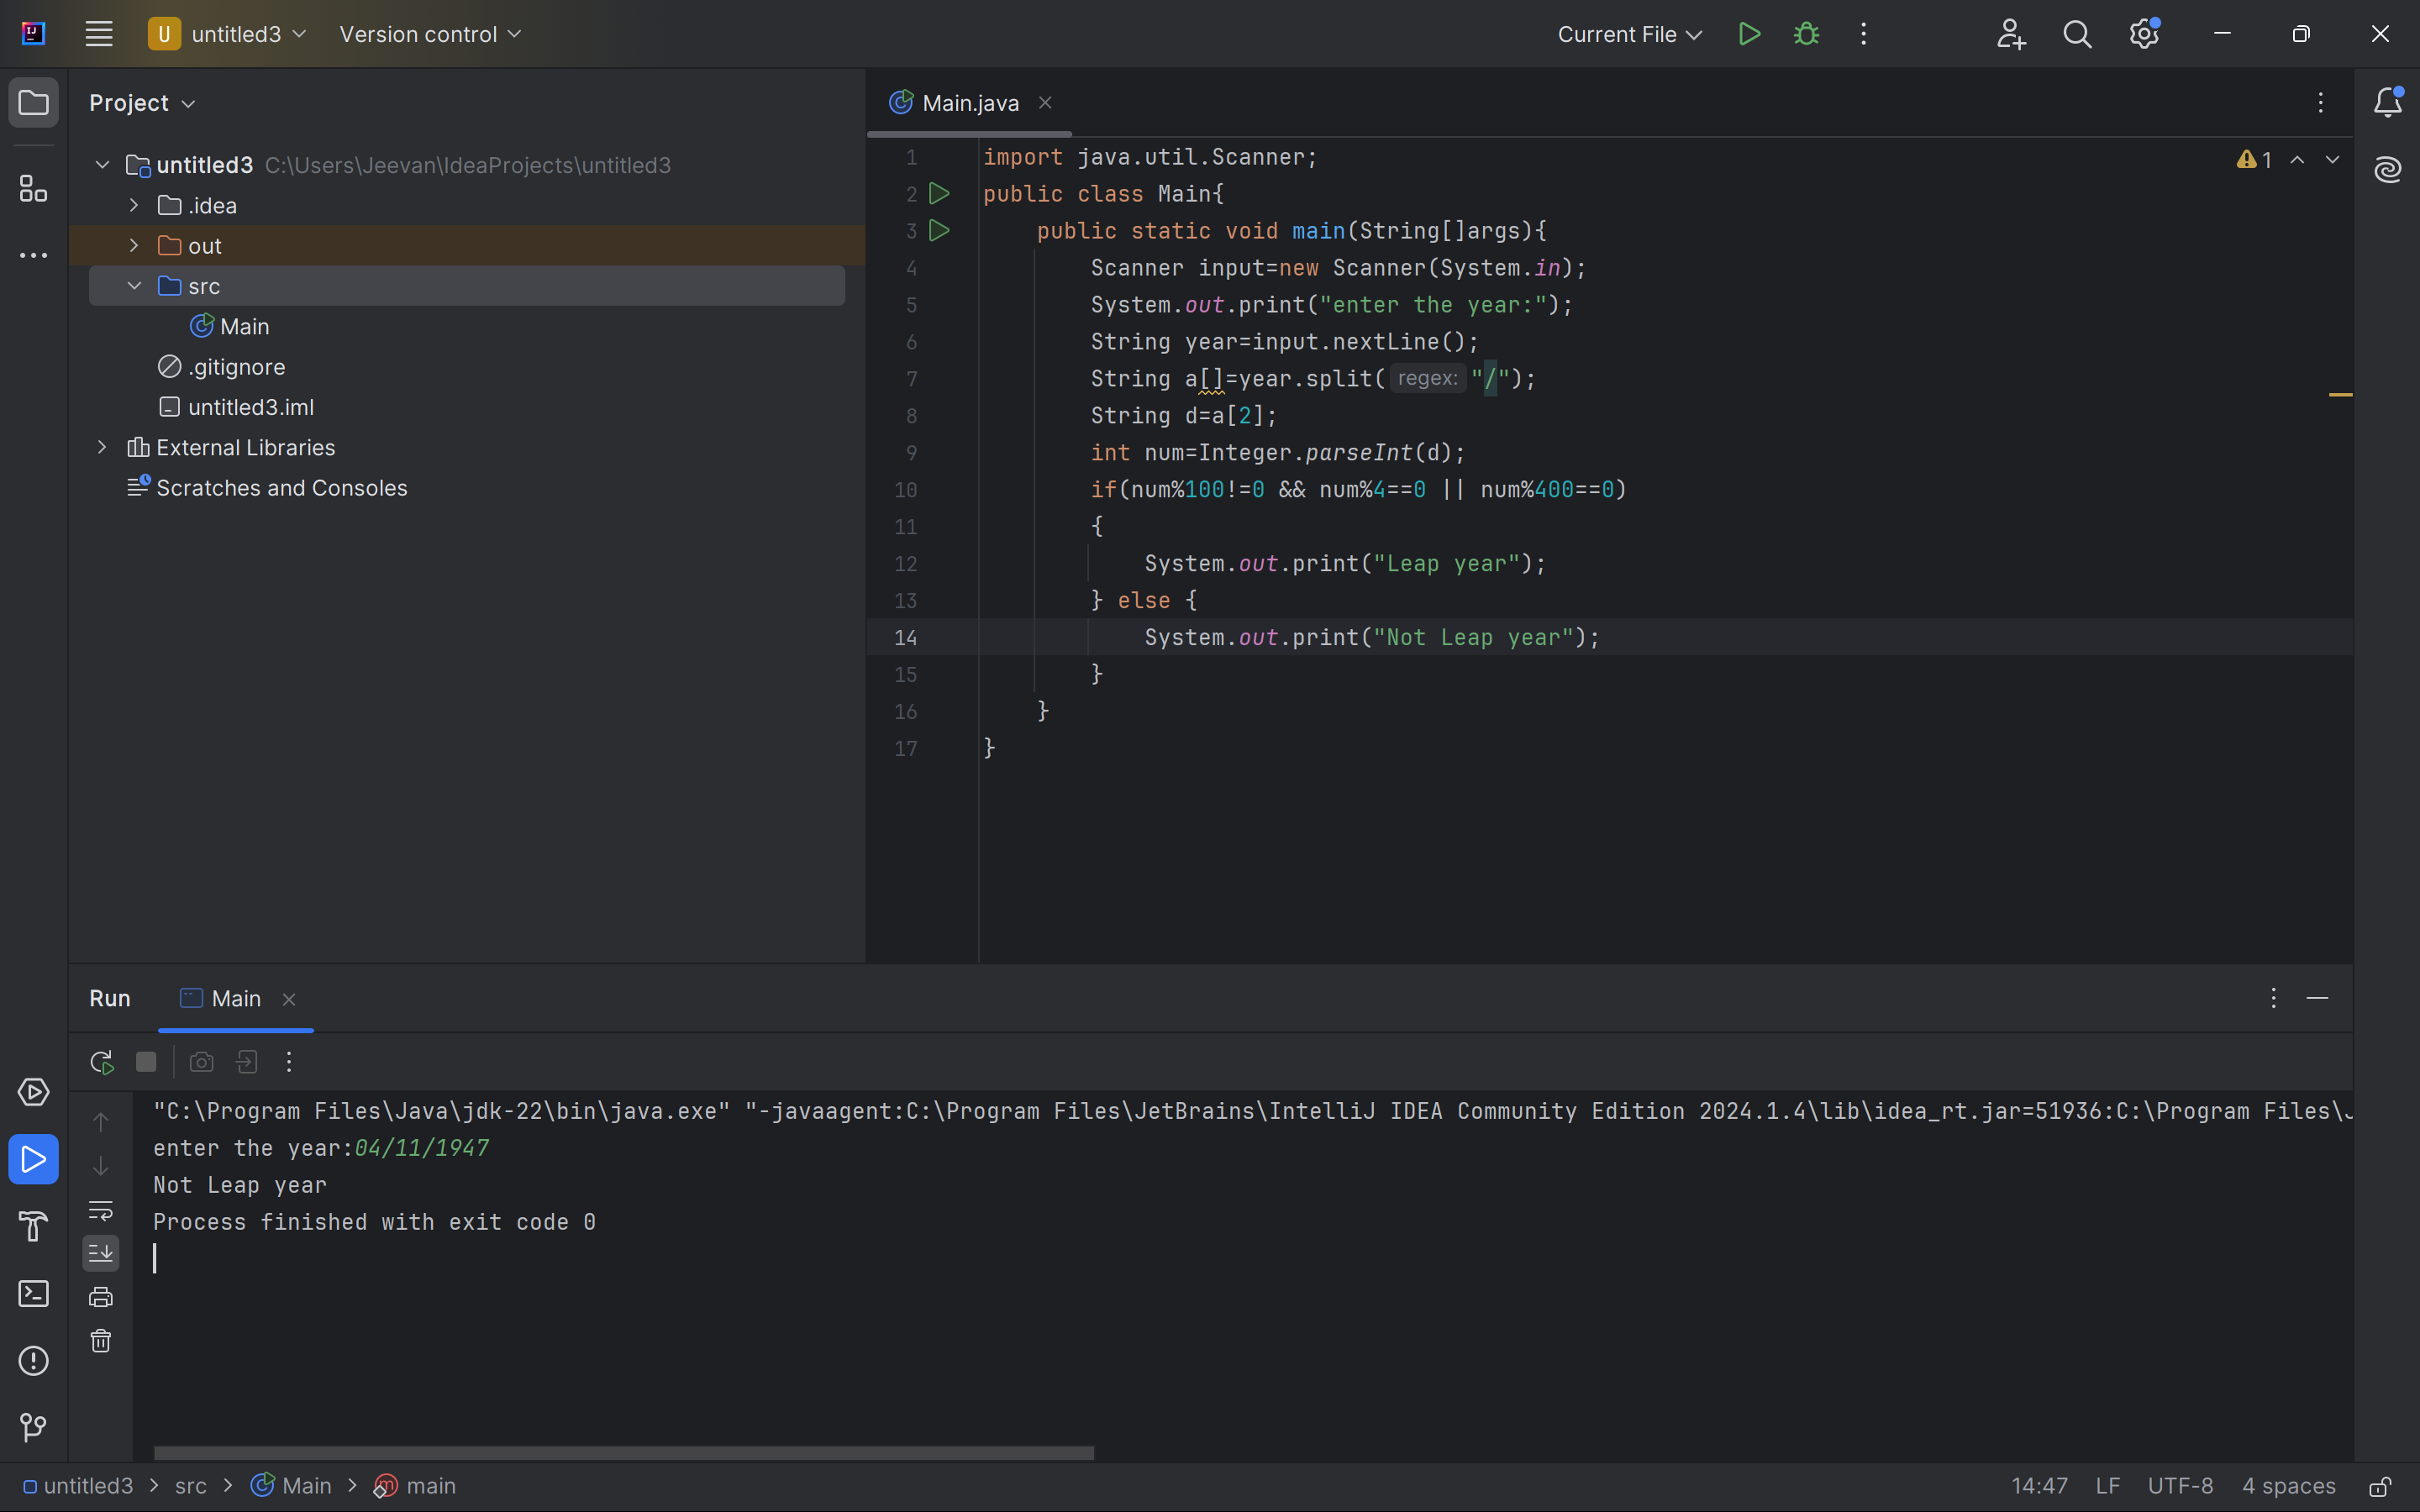 U untitled3 Version control Current File
Project
untitled3 C:\Users\Jeevan\IdeaProjects\untitled3
.idea
out
src
Main
.gitignore
untitled3.iml
External Libraries
Scratches and Consoles
Main.java
1
1 import java.util.Scanner;
2 public class Main{
3 public static void main(String[]args){
4 Scanner input=new Scanner(System.in);
5 System.out.print("enter the year:");
6 String year=input.nextLine();
7 String a[]=year.split( regex: "/");
8 String d=a[2];
9 int num=Integer.parseInt(d);
10 if(num%100!=0 && num%4==0 || num%400==0)
11 {
12 System.out.print("Leap year");
13 } else {
14 System.out.print("Not Leap year");
15 }
16 }
17 }
Run Main
"C:\Program Files\Java\jdk-22\bin\java.exe" "-javaagent:C:\Program Files\JetBrains\IntelliJ IDEA Community Edition 2024.1.4\lib\idea_rt.jar=51936:C:\Program Files\J
enter the year:04/11/1947
Not Leap year
Process finished with exit code 0
untitled3 > src > Main > main 14:47 LF UTF-8 4 spaces